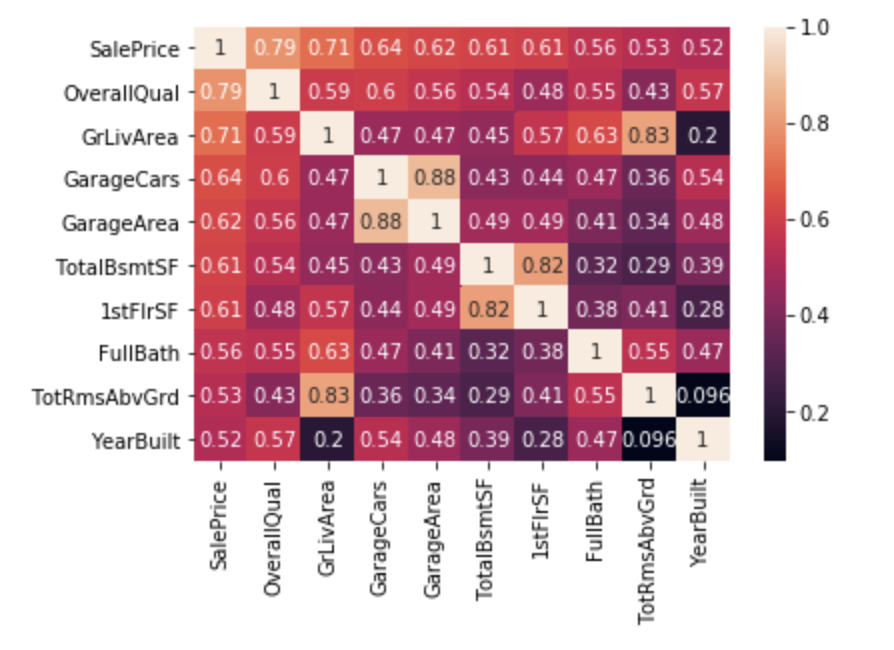 SalePrice 1 0.79 0.71 0.64 0.62 0.61 0.61 0.56 0.53 0.52
OverallQual 0.79 1 0.59 0.6 0.56 0.54 0.48 0.55 0.43 0.57
GrLivArea 0.71 0.59 1 0.47 0.47 0.45 0.57 0.63 0.83 0.2
GarageCars 0.64 0.6 0.47 1 0.88 0.43 0.44 0.47 0.36 0.54
GarageArea 0.62 0.56 0.47 0.88 1 0.49 0.49 0.41 0.34 0.48
TotalBsmtSF 0.61 0.54 0.45 0.43 0.49 1 0.82 0.32 0.29 0.39
1stFlrSF 0.61 0.48 0.57 0.44 0.49 0.82 1 0.38 0.41 0.28
FullBath 0.56 0.55 0.63 0.47 0.41 0.32 0.38 1 0.55 0.47
TotRmsAbvGrd 0.53 0.43 0.83 0.36 0.34 0.29 0.41 0.55 1 0.096
YearBuilt 0.52 0.57 0.2 0.54 0.48 0.39 0.28 0.47 0.096 1
SalePrice
OverallQual
GrLivArea
GarageCars
GarageArea
TotalBsmtSF
1stFlrSF
FullBath
TotRmsAbvGrd
YearBuilt
1.0
0.8
0.6
0.4
0.2